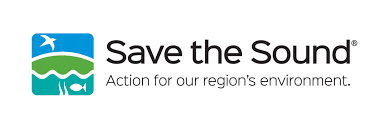 Save the Sound®
Action for our region's environment.